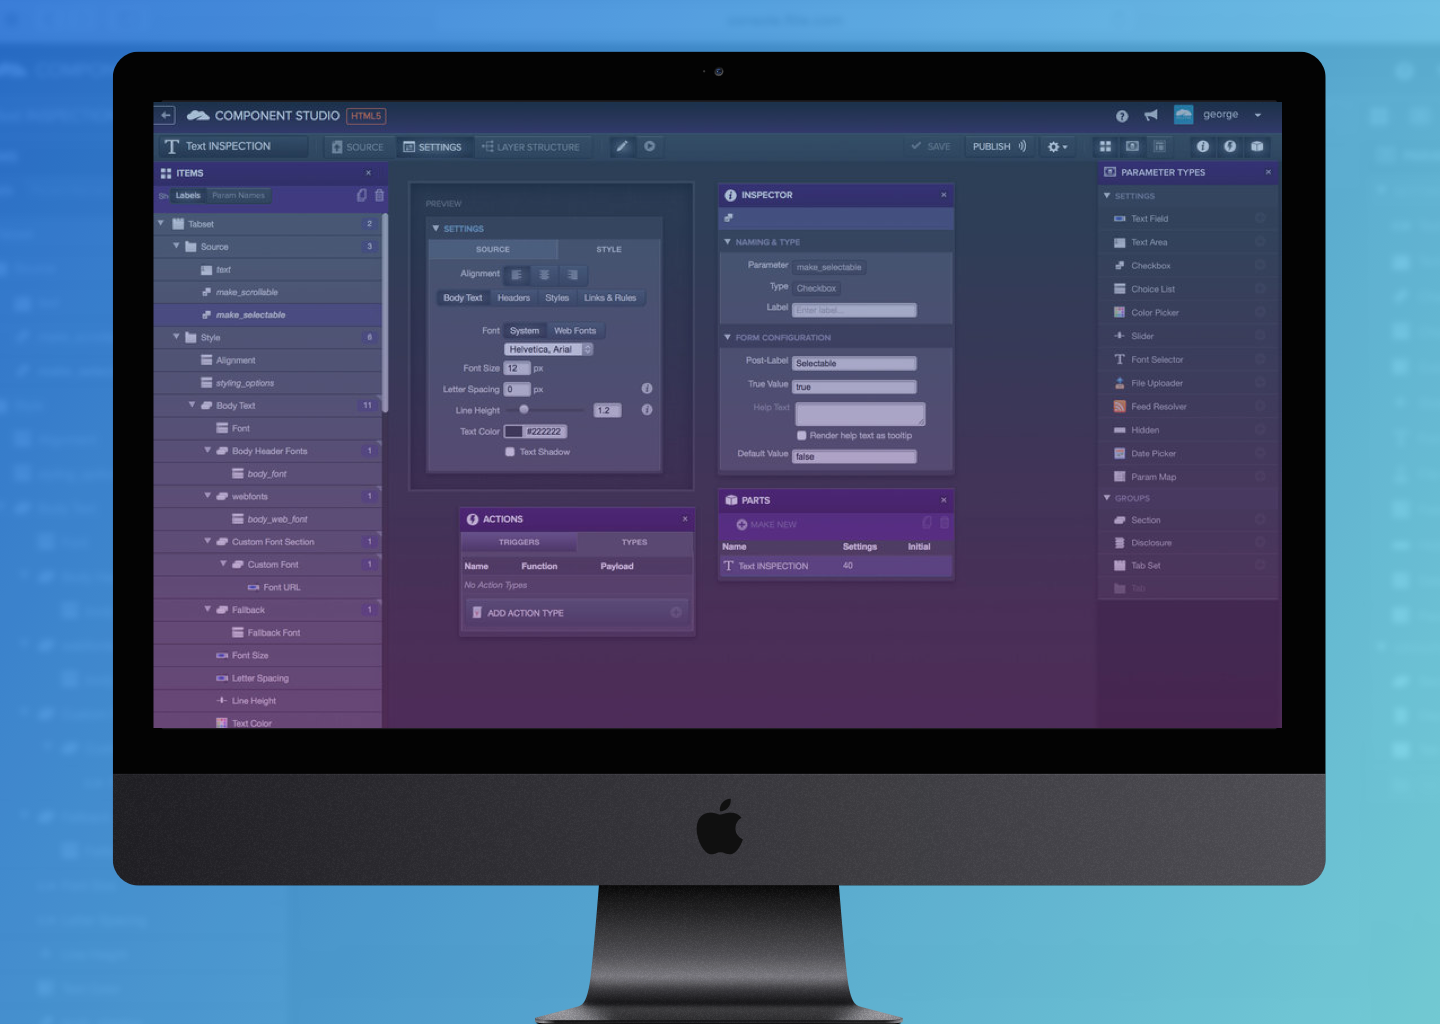 COMPONENT STUDIO HTML5
george
Text INSPECTION
SOURCE
SETTINGS
LAYER STRUCTURE
SAVE
PUBLISH
ITEMS
Labels Param Names
Tabset 2
Source 3
text
make_scrollable
make_selectable
Style 6
Alignment
styling_options
Body Text 11
Font
Body Header Fonts 1
body_font
webfonts 1
body_web_font
Custom Font Section 1
Custom Font 1
Font URL
Fallback 1
Fallback Font
Font Size
Letter Spacing
Line Height
Text Color
PREVIEW
SETTINGS
SOURCE STYLE
Alignment
Body Text Headers Styles Links & Rules
Font System Web Fonts
Helvetica, Arial
Font Size 12 px
Letter Spacing 0 px
Line Height 1.2
Text Color #222222
Text Shadow
ACTIONS
TRIGGERS TYPES
Name Function Payload
No Action Types
ADD ACTION TYPE
INSPECTOR
NAMING & TYPE
Parameter make_selectable
Type Checkbox
Label Enter label...
FORM CONFIGURATION
Post-Label Selectable
True Value true
Help Text
Render help text as tooltip
Default Value false
PARTS
MAKE NEW
Name Settings Initial
Text INSPECTION 40
PARAMETER TYPES
SETTINGS
Text Field
Text Area
Checkbox
Choice List
Color Picker
Slider
Font Selector
File Uploader
Feed Resolver
Hidden
Date Picker
Param Map
GROUPS
Section
Disclosure
Tab Set
Tab